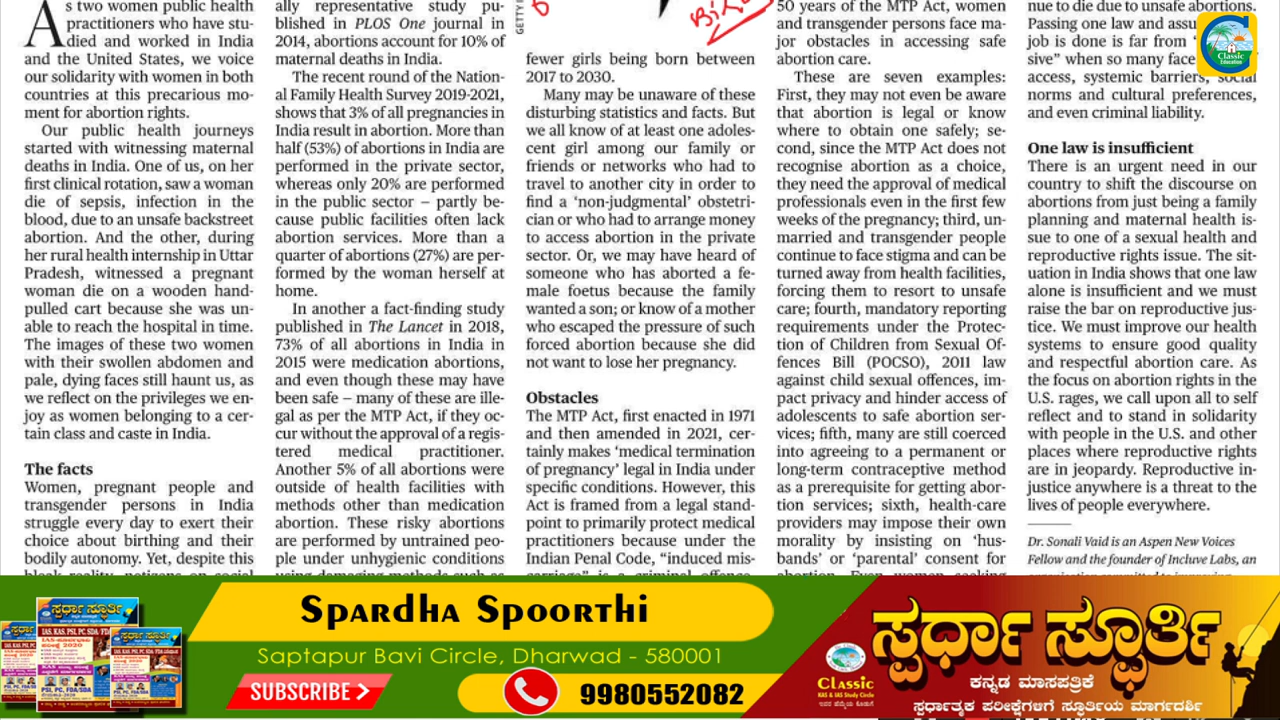 As two women public health
practitioners who have stu-
died and worked in India
and the United States, we voice
our solidarity with women in both
countries at this precarious mo-
ment for abortion rights.
Our public health journeys
started with witnessing maternal
deaths in India. One of us, on her
first clinical rotation, saw a woman
die of sepsis, infection in the
blood, due to an unsafe backstreet
abortion. And the other, during
her rural health internship in Uttar
Pradesh, witnessed a pregnant
woman die on a wooden hand-
pulled cart because she was un-
able to reach the hospital in time.
The images of these two women
with their swollen abdomen and
pale, dying faces still haunt us, as
we reflect on the privileges we en-
joy as women belonging to a cer-
tain class and caste in India.
The facts
Women, pregnant people and
transgender persons in India
struggle every day to exert their
choice about birthing and their
bodily autonomy. Yet, despite this
ally representative study pu-
blished in PLOS One journal in
2014, abortions account for 10% of
maternal deaths in India.
The recent round of the Nation-
al Family Health Survey 2019-2021,
shows that 3% of all pregnancies in
India result in abortion. More than
half (53%) of abortions in India are
performed in the private sector,
whereas only 20% are performed
in the public sector – partly be-
cause public facilities often lack
abortion services. More than a
quarter of abortions (27%) are per-
formed by the woman herself at
home.
In another a fact-finding study
published in The Lancet in 2018,
73% of all abortions in India in
2015 were medication abortions,
and even though these may have
been safe – many of these are ille-
gal as per the MTP Act, if they oc-
cur without the approval of a regis-
tered medical practitioner.
Another 5% of all abortions were
outside of health facilities with
methods other than medication
abortion. These risky abortions
are performed by untrained peo-
ple under unhygienic conditions
using damaging methods such as
GETTY
fewer girls being born between
2017 to 2030.
Many may be unaware of these
disturbing statistics and facts. But
we all know of at least one adoles-
cent girl among our family or
friends or networks who had to
travel to another city in order to
find a ‘non-judgmental’ obstetri-
cian or who had to arrange money
to access abortion in the private
sector. Or, we may have heard of
someone who has aborted a fe-
male foetus because the family
wanted a son; or know of a mother
who escaped the pressure of such
forced abortion because she did
not want to lose her pregnancy.
Obstacles
The MTP Act, first enacted in 1971
and then amended in 2021, cer-
tainly makes ‘medical termination
of pregnancy’ legal in India under
specific conditions. However, this
Act is framed from a legal stand-
point to primarily protect medical
practitioners because under the
Indian Penal Code, “induced mis-
carriage” is a criminal offence.
50 years of the MTP Act, women
and transgender persons face ma-
jor obstacles in accessing safe
abortion care.
These are seven examples:
First, they may not even be aware
that abortion is legal or know
where to obtain one safely; se-
cond, since the MTP Act does not
recognise abortion as a choice,
they need the approval of medical
professionals even in the first few
weeks of the pregnancy; third, un-
married and transgender people
continue to face stigma and can be
turned away from health facilities,
forcing them to resort to unsafe
care; fourth, mandatory reporting
requirements under the Protec-
tion of Children from Sexual Of-
fences Bill (POCSO), 2011 law
against child sexual offences, im-
pact privacy and hinder access of
adolescents to safe abortion ser-
vices; fifth, many are still coerced
into agreeing to a permanent or
long-term contraceptive method
as a prerequisite for getting abor-
tion services; sixth, health-care
providers may impose their own
morality by insisting on ‘hus-
bands’ or ‘parental’ consent for
abortion. Even women seeking
nue to die due to unsafe abortions.
Passing one law and assu
job is done is far from
sive” when so many face
access, systemic barriers, social
norms and cultural preferences,
and even criminal liability.
One law is insufficient
There is an urgent need in our
country to shift the discourse on
abortions from just being a family
planning and maternal health is-
sue to one of a sexual health and
reproductive rights issue. The sit-
uation in India shows that one law
alone is insufficient and we must
raise the bar on reproductive jus-
tice. We must improve our health
systems to ensure good quality
and respectful abortion care. As
the focus on abortion rights in the
U.S. rages, we call upon all to self
reflect and to stand in solidarity
with people in the U.S. and other
places where reproductive rights
are in jeopardy. Reproductive in-
justice anywhere is a threat to the
lives of people everywhere.
Dr. Sonali Vaid is an Aspen New Voices
Fellow and the founder of Incluve Labs, an
Classic
Education
ಸ್ಪರ್ಧಾ ಸ್ಫೂರ್ತಿ
Spardha Spoorthi
Saptapur Bavi Circle, Dharwad - 580001
SUBSCRIBE
9980552082
Classic
KAS & IAS Study Circle
ಸ್ಪರ್ಧಾ ಸ್ಫೂರ್ತಿ
ಕನ್ನಡ ಮಾಸಪತ್ರಿಕೆ
ಸ್ಪರ್ಧಾತ್ಮಕ ಪರೀಕ್ಷೆಗಳಿಗೆ ಸ್ಫೂರ್ತಿಯ ಮಾರ್ಗದರ್ಶಿ